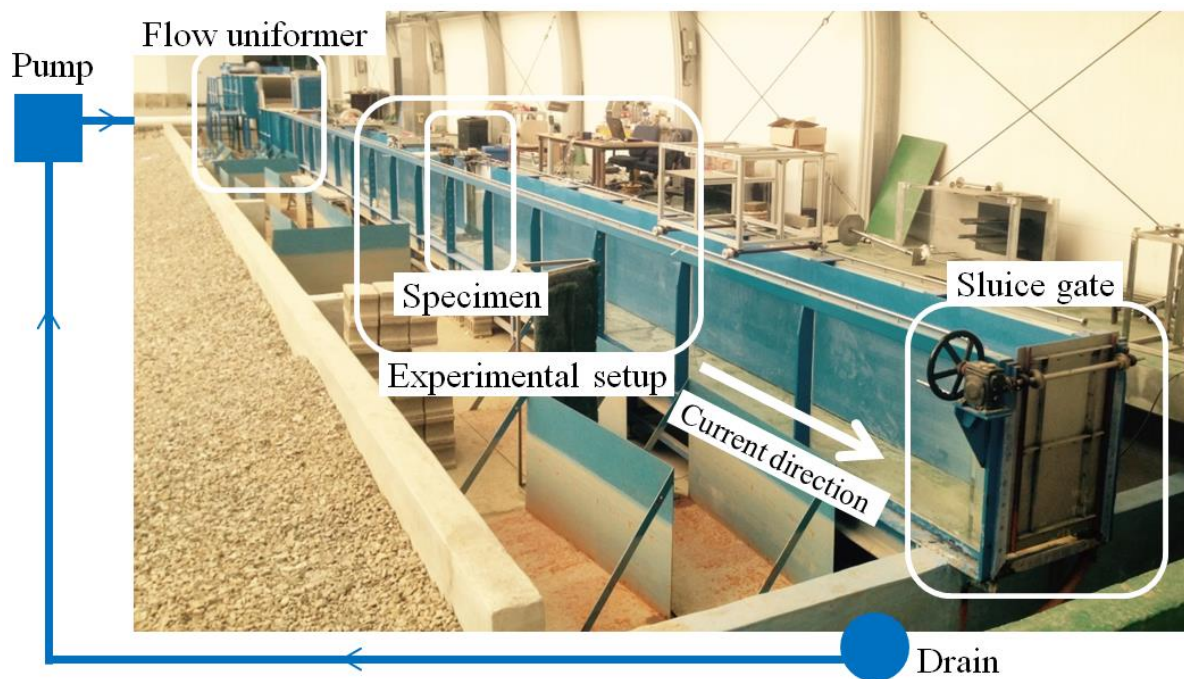 Flow uniformer
Pump
Specimen
Sluice gate
Experimental setup
Current direction
Drain